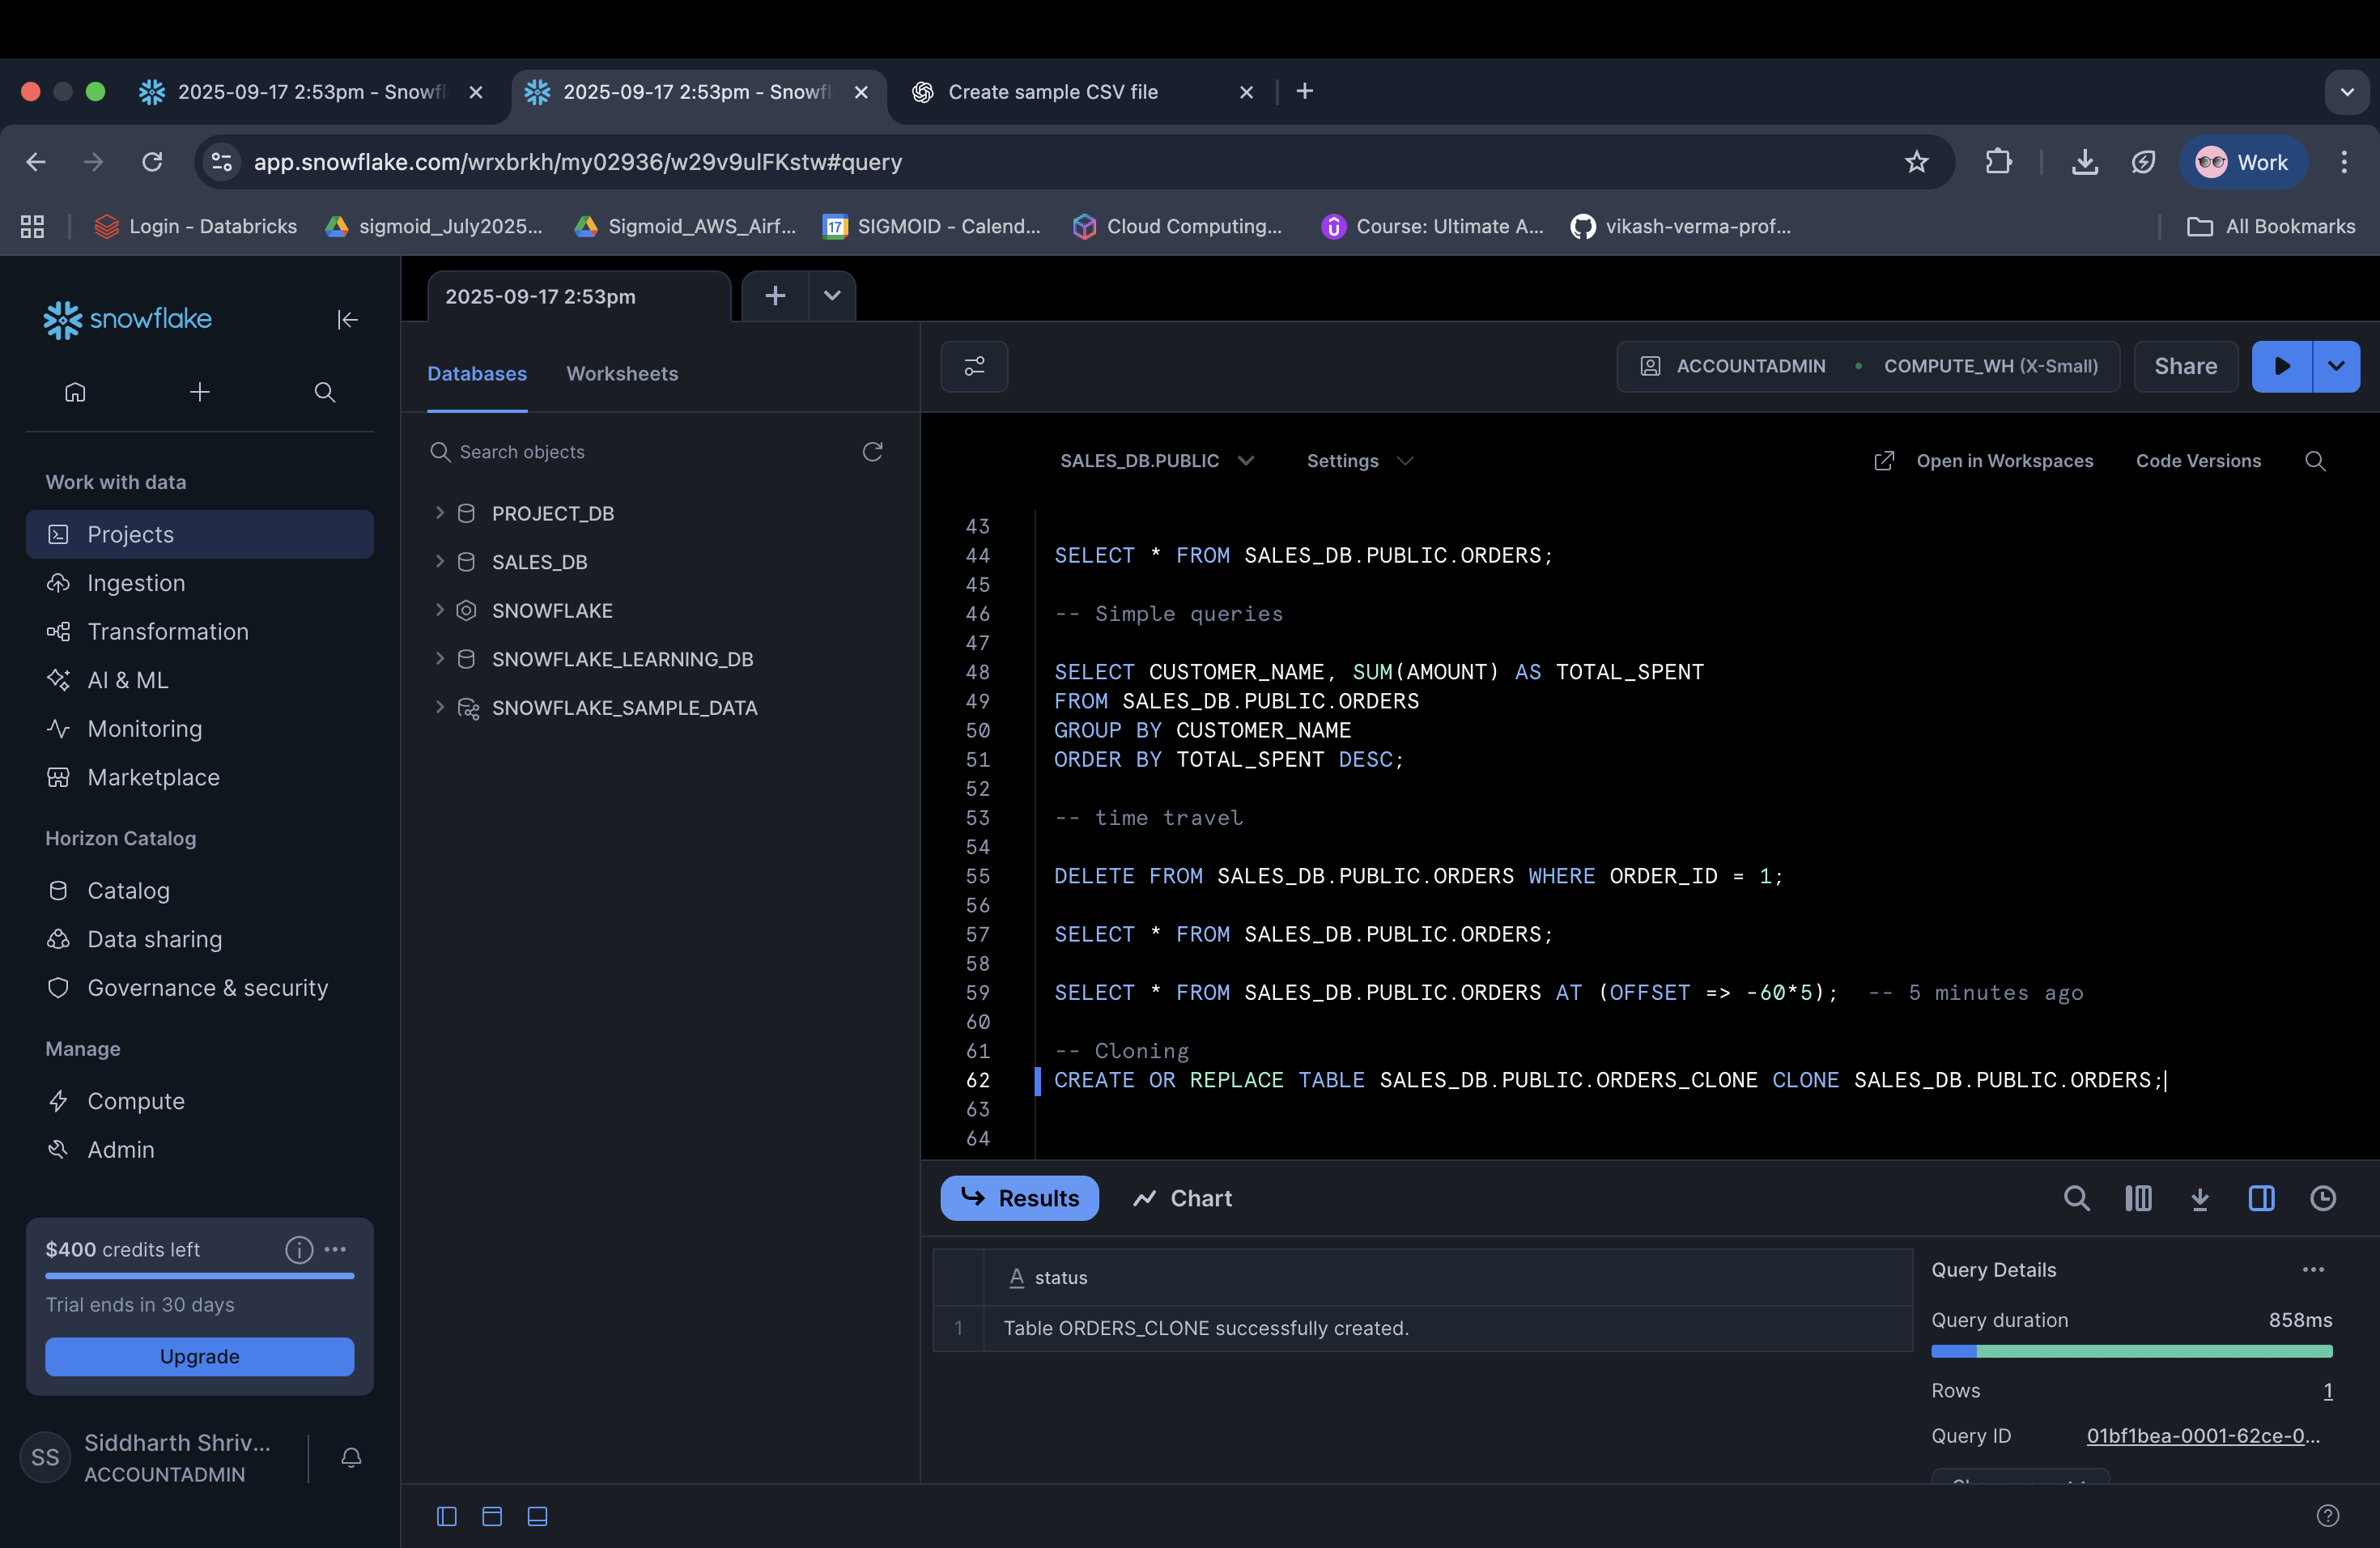 2025-09-17 2:53pm - Snowfl
2025-09-17 2:53pm - Snowfl
Create sample CSV file
app.snowflake.com/wrxbrkh/my02936/w29v9ulFKstw#query
Work
Login - Databricks
sigmoid_July2025...
Sigmoid_AWS_Airf...
17
SIGMOID - Calend...
Cloud Computing...
Course: Ultimate A...
vikash-verma-prof...
All Bookmarks
snowflake
Work with data
Projects
Ingestion
Transformation
AI & ML
Monitoring
Marketplace
Horizon Catalog
Catalog
Data sharing
Governance & security
Manage
Compute
Admin
$400 credits left
Trial ends in 30 days
Upgrade
SS
Siddharth Shriv...
ACCOUNTADMIN
2025-09-17 2:53pm
Databases
Worksheets
Search objects
PROJECT_DB
SALES_DB
SNOWFLAKE
SNOWFLAKE_LEARNING_DB
SNOWFLAKE_SAMPLE_DATA
ACCOUNTADMIN
COMPUTE_WH (X-Small)
Share
SALES_DB.PUBLIC
Settings
Open in Workspaces
Code Versions
43
44 SELECT * FROM SALES_DB.PUBLIC.ORDERS;
45
46 -- Simple queries
47
48 SELECT CUSTOMER_NAME, SUM(AMOUNT) AS TOTAL_SPENT
49 FROM SALES_DB.PUBLIC.ORDERS
50 GROUP BY CUSTOMER_NAME
51 ORDER BY TOTAL_SPENT DESC;
52
53 -- time travel
54
55 DELETE FROM SALES_DB.PUBLIC.ORDERS WHERE ORDER_ID = 1;
56
57 SELECT * FROM SALES_DB.PUBLIC.ORDERS;
58
59 SELECT * FROM SALES_DB.PUBLIC.ORDERS AT (OFFSET => -60*5);  -- 5 minutes ago
60
61 -- Cloning
62 CREATE OR REPLACE TABLE SALES_DB.PUBLIC.ORDERS_CLONE CLONE SALES_DB.PUBLIC.ORDERS;
63
64
Results
Chart
A status
1 Table ORDERS_CLONE successfully created.
Query Details
Query duration 858ms
Rows 1
Query ID 01bf1bea-0001-62ce-0...